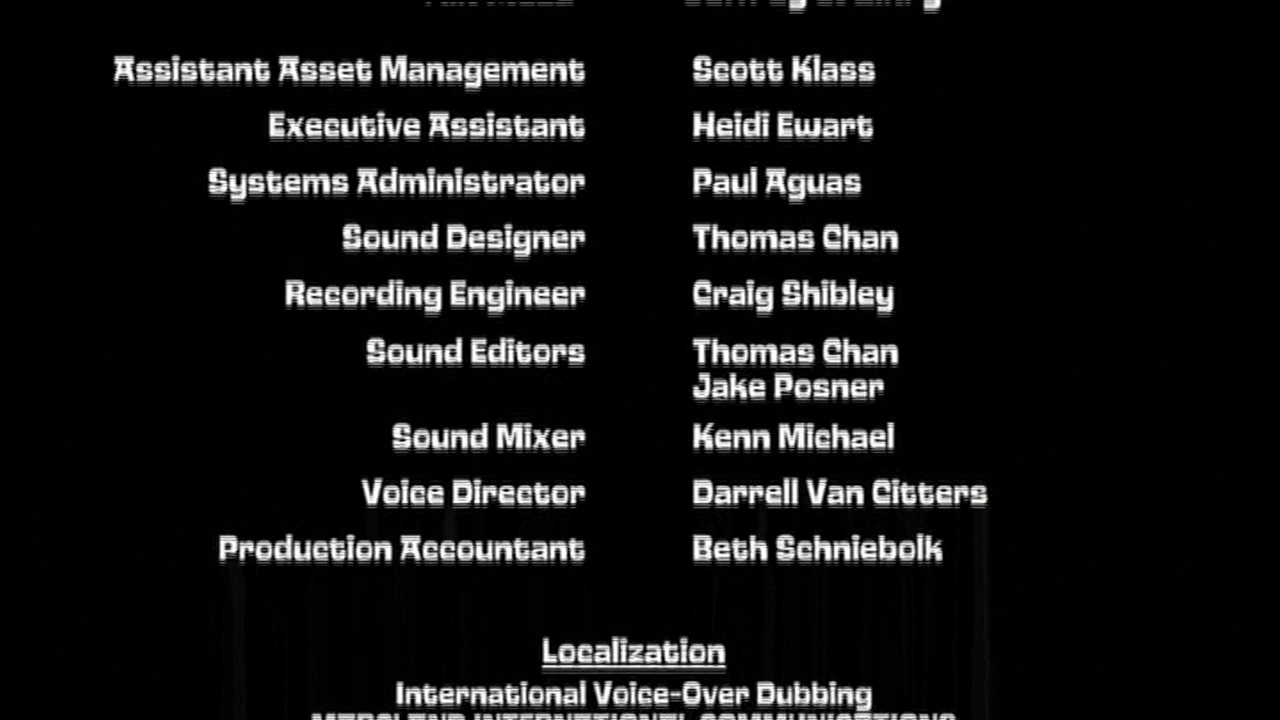 Assistant Asset Management Scott Klass
Executive Assistant Heidi Ewart
Systems Administrator Paul Aguas
Sound Designer Thomas Chan
Recording Engineer Craig Shibley
Sound Editors Thomas Chan
Jake Posner
Sound Mixer Kenn Michael
Voice Director Darrell Van Citters
Production Accountant Beth Schniebolk
Localization
International Voice-Over Dubbing
INTERNATIONAL COMMUNICATIONS